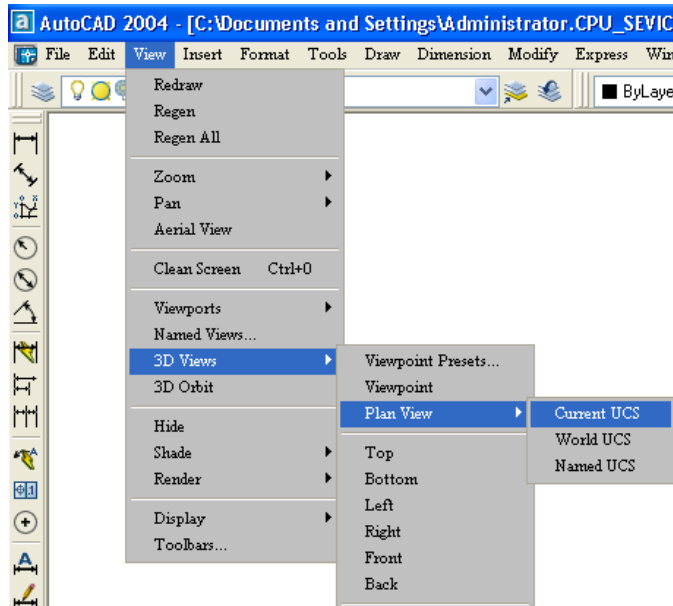 AutoCAD 2004 - [C:\Documents and Settings\Administrator.CPU_SEVIC
File Edit View Insert Format Tools Draw Dimension Modify Express Win
ByLaye
Redraw
Regen
Regen All
Zoom
Pan
Aerial View
Clean Screen Ctrl+0
Viewports
Named Views...
3D Views
3D Orbit
Hide
Shade
Render
Display
Toolbars...
Viewpoint Presets...
Viewpoint
Plan View
Top
Bottom
Left
Right
Front
Back
Current UCS
World UCS
Named UCS